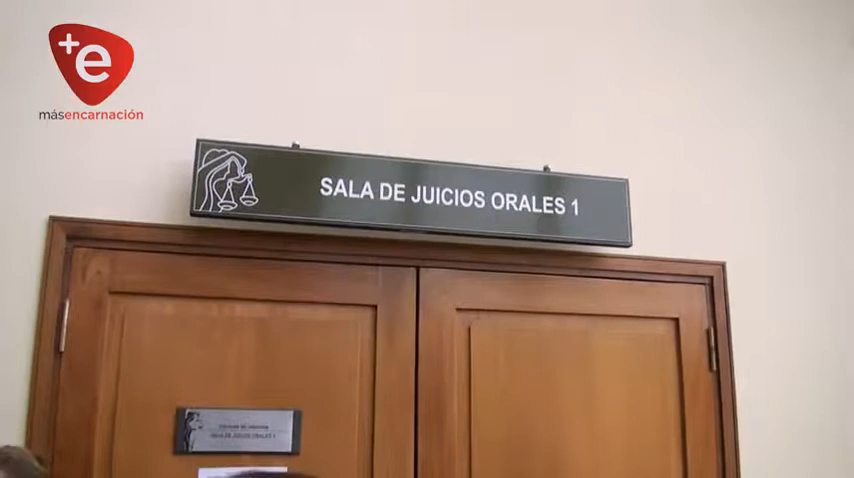 +e
másencarnación
SALA DE JUICIOS ORALES 1
SALA DE JUICIOS ORALES 1